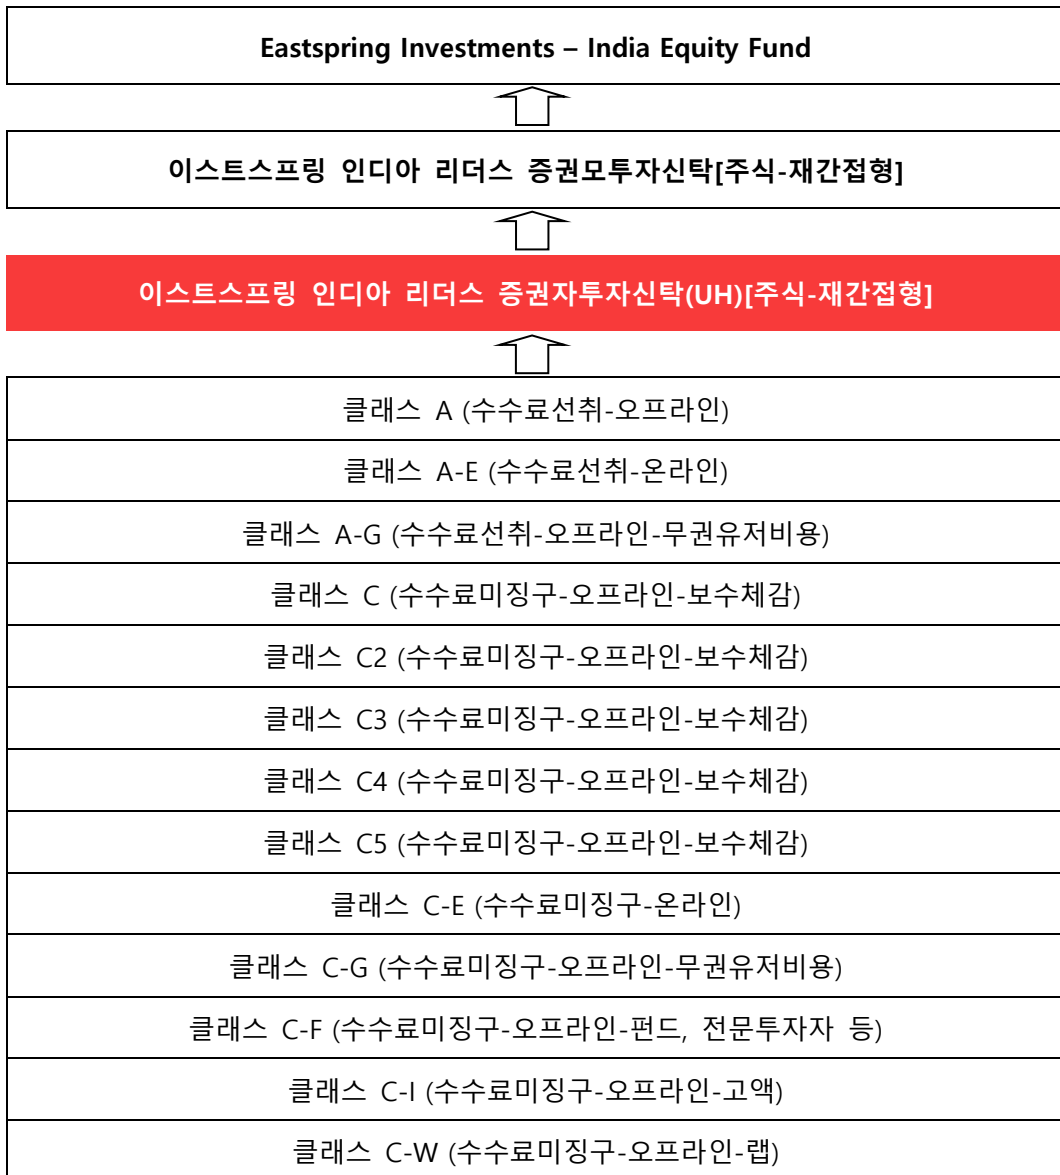 Eastspring Investments – India Equity Fund
이스트스프링 인디아 리더스 증권모투자신탁[주식-재간접형]
이스트스프링 인디아 리더스 증권자투자신탁(UH)[주식-재간접형]
클래스 A (수수료선취-오프라인)
클래스 A-E (수수료선취-온라인)
클래스 A-G (수수료선취-오프라인-무권유저비용)
클래스 C (수수료미징구-오프라인-보수체감)
클래스 C2 (수수료미징구-오프라인-보수체감)
클래스 C3 (수수료미징구-오프라인-보수체감)
클래스 C4 (수수료미징구-오프라인-보수체감)
클래스 C5 (수수료미징구-오프라인-보수체감)
클래스 C-E (수수료미징구-온라인)
클래스 C-G (수수료미징구-오프라인-무권유저비용)
클래스 C-F (수수료미징구-오프라인-펀드, 전문투자자 등)
클래스 C-I (수수료미징구-오프라인-고액)
클래스 C-W (수수료미징구-오프라인-랩)